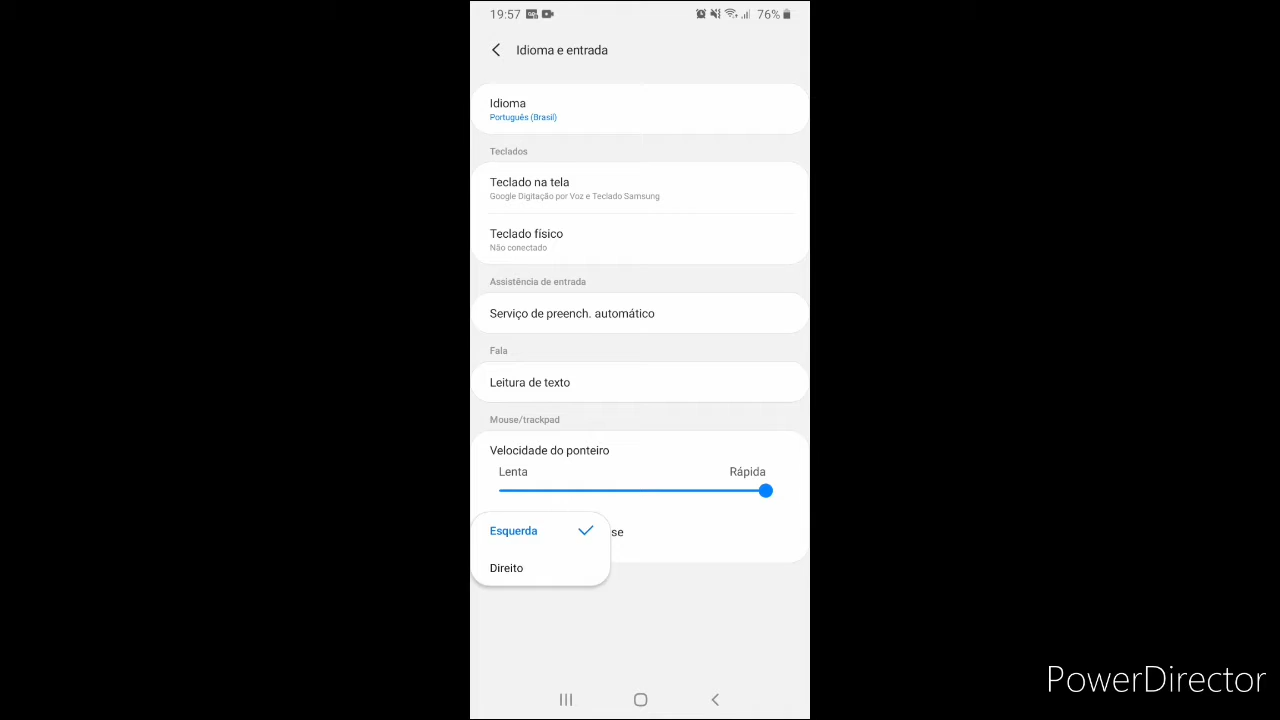 19:57
76%
Idioma e entrada
Idioma
Português (Brasil)
Teclados
Teclado na tela
Google Digitação por Voz e Teclado Samsung
Teclado físico
Não conectado
Assistência de entrada
Serviço de preench. automático
Fala
Leitura de texto
Mouse/trackpad
Velocidade do ponteiro
Lenta Rápida
Esquerda
se
Direito
PowerDirector